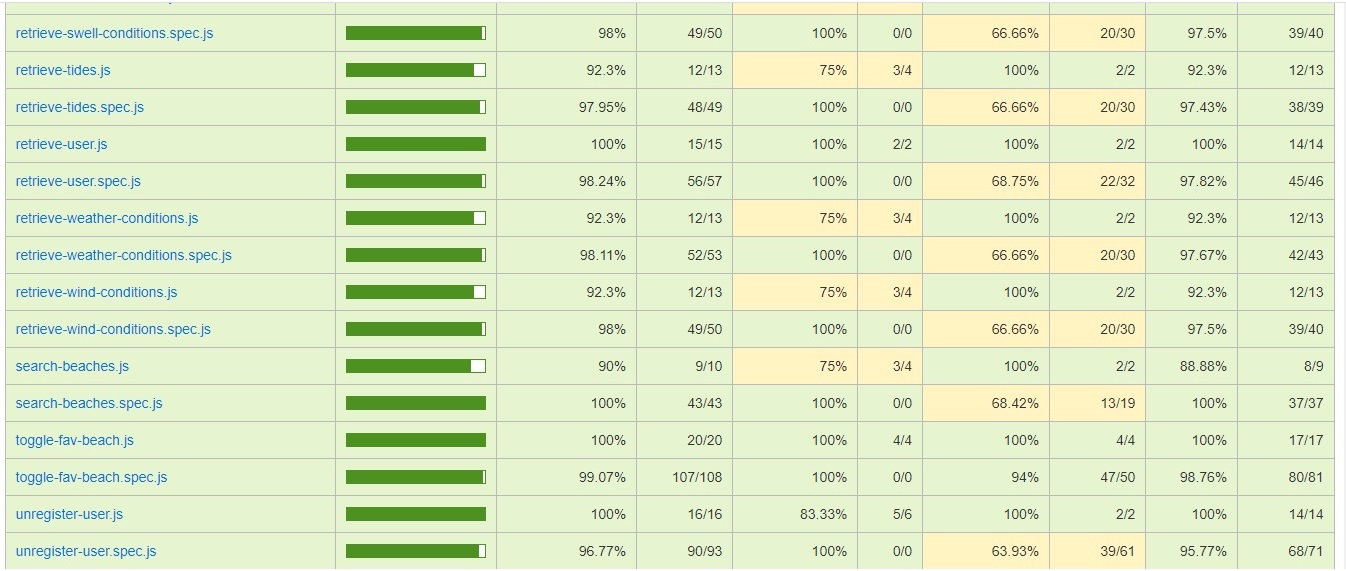 retrieve-swell-conditions.spec.js 98% 49/50 100% 0/0 66.66% 20/30 97.5% 39/40
retrieve-tides.js 92.3% 12/13 75% 3/4 100% 2/2 92.3% 12/13
retrieve-tides.spec.js 97.95% 48/49 100% 0/0 66.66% 20/30 97.43% 38/39
retrieve-user.js 100% 15/15 100% 2/2 100% 2/2 100% 14/14
retrieve-user.spec.js 98.24% 56/57 100% 0/0 68.75% 22/32 97.82% 45/46
retrieve-weather-conditions.js 92.3% 12/13 75% 3/4 100% 2/2 92.3% 12/13
retrieve-weather-conditions.spec.js 98.11% 52/53 100% 0/0 66.66% 20/30 97.67% 42/43
retrieve-wind-conditions.js 92.3% 12/13 75% 3/4 100% 2/2 92.3% 12/13
retrieve-wind-conditions.spec.js 98% 49/50 100% 0/0 66.66% 20/30 97.5% 39/40
search-beaches.js 90% 9/10 75% 3/4 100% 2/2 88.88% 8/9
search-beaches.spec.js 100% 43/43 100% 0/0 68.42% 13/19 100% 37/37
toggle-fav-beach.js 100% 20/20 100% 4/4 100% 4/4 100% 17/17
toggle-fav-beach.spec.js 99.07% 107/108 100% 0/0 94% 47/50 98.76% 80/81
unregister-user.js 100% 16/16 83.33% 5/6 100% 2/2 100% 14/14
unregister-user.spec.js 96.77% 90/93 100% 0/0 63.93% 39/61 95.77% 68/71